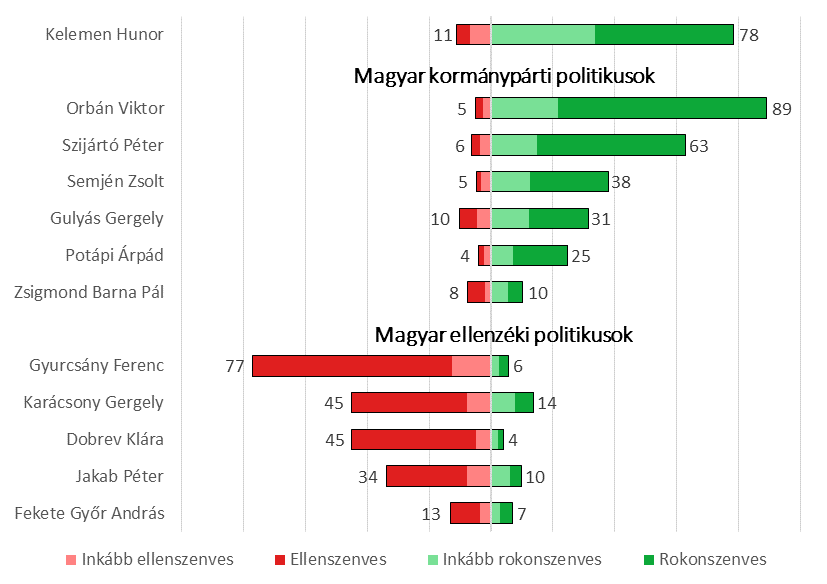 Kelemen Hunor 11 78
Magyar kormánypárti politikusok
Orbán Viktor 5 89
Szijártó Péter 6 63
Semjén Zsolt 5 38
Gulyás Gergely 10 31
Potápi Árpád 4 25
Zsigmond Barna Pál 8 10
Magyar ellenzéki politikusok
Gyurcsány Ferenc 77 6
Karácsony Gergely 45 14
Dobrev Klára 45 4
Jakab Péter 34 10
Fekete Győr András 13 7
Inkább ellenszenves Ellenszenves Inkább rokonszenves Rokonszenves